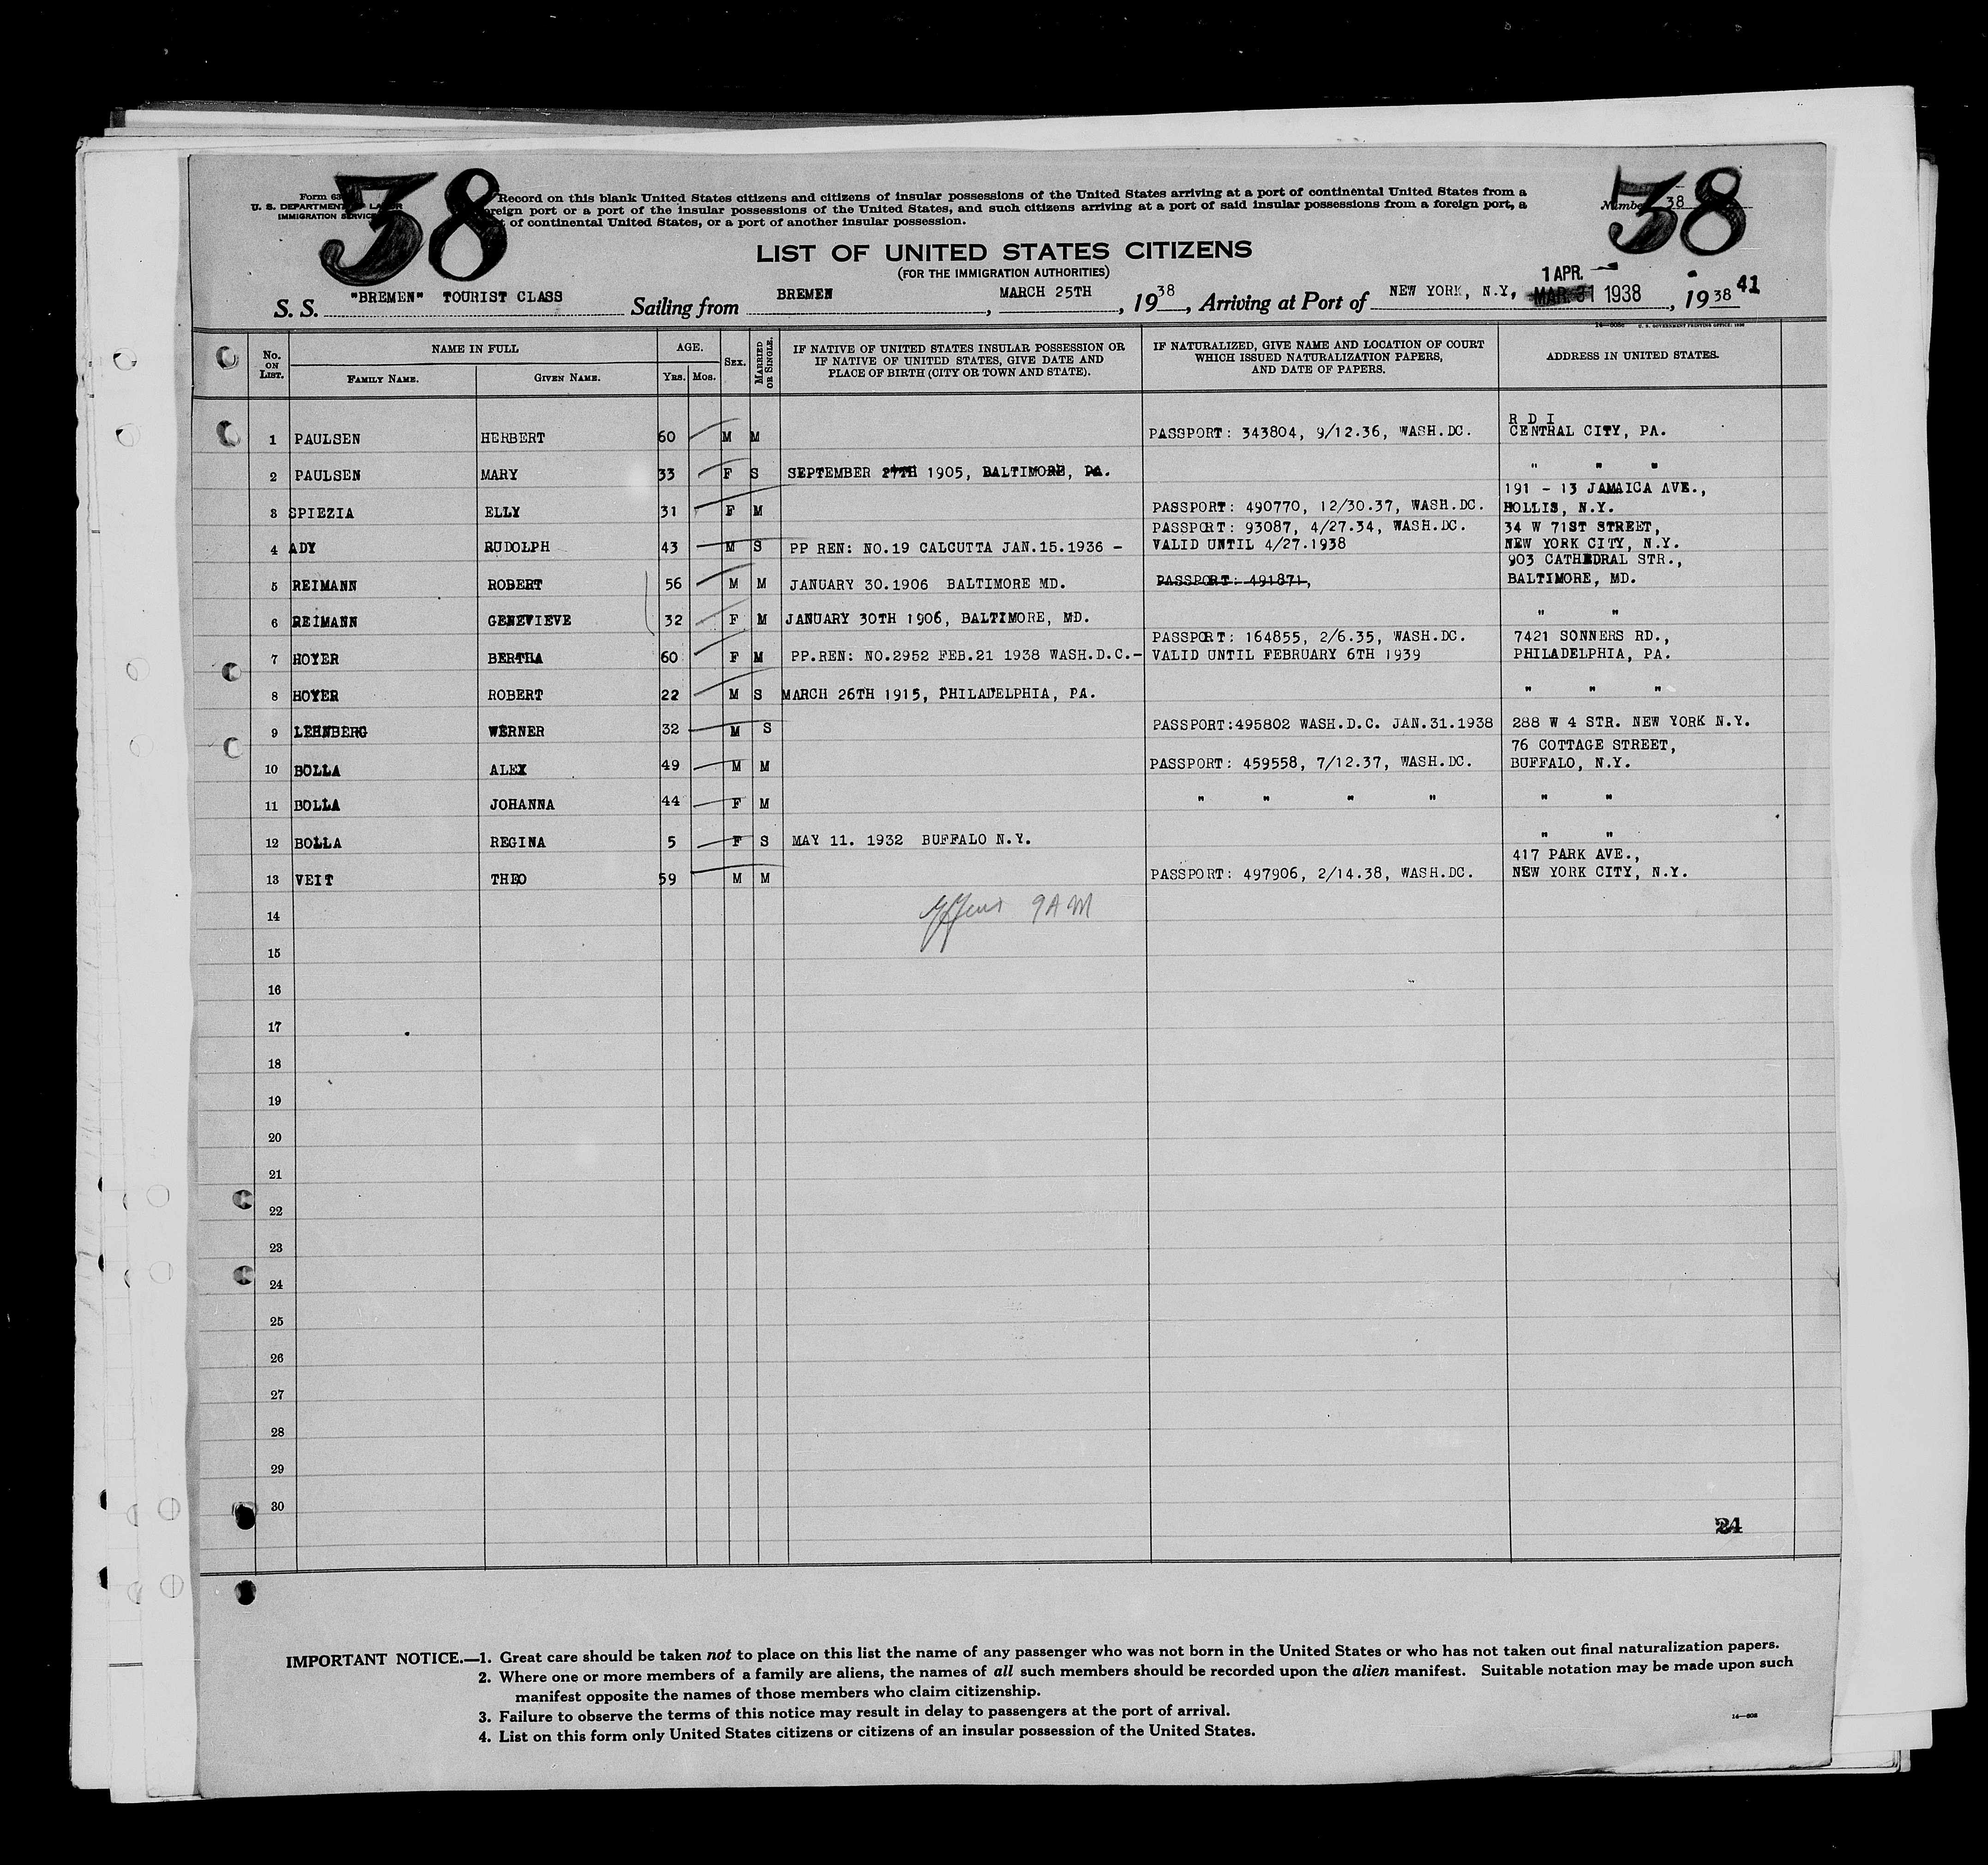 38
38
Form 63
U. S. DEPARTMENT LABOR
IMMIGRATION SERVICE
Record on this blank United States citizens and citizens of insular possessions of the United States arriving at a port of continental United States from a
reign port or a port of the insular possessions of the United States, and such citizens arriving at a port of said insular possessions from a foreign port, a
of continental United States, or a port of another insular possession.
Number 38
LIST OF UNITED STATES CITIZENS
(FOR THE IMMIGRATION AUTHORITIES)
1 APR.
S. S. "BREMEN" TOURIST CLASS Sailing from BREMEN, MARCH 25TH, 1938, Arriving at Port of NEW YORK, N.Y, MAR. 31 1938, 1938 41
U. S. GOVERNMENT PRINTING OFFICE: 1936
No. ON LIST. NAME IN FULL AGE. SEX. MARRIED OR SINGLE. IF NATIVE OF UNITED STATES INSULAR POSSESSION OR IF NATIVE OF UNITED STATES, GIVE DATE AND PLACE OF BIRTH (CITY OR TOWN AND STATE). IF NATURALIZED, GIVE NAME AND LOCATION OF COURT WHICH ISSUED NATURALIZATION PAPERS, AND DATE OF PAPERS. ADDRESS IN UNITED STATES.
FAMILY NAME. GIVEN NAME. YRS. MOS.
R D I
1 PAULSEN HERBERT 60 M M PASSPORT: 343804, 9/12.36, WASH.DC. CENTRAL CITY, PA.
2 PAULSEN MARY 33 F S SEPTEMBER 27TH 1905, BALTIMORE, PA. " " "
191 - 13 JAMAICA AVE.,
3 SPIEZIA ELLY 31 F M PASSPORT: 490770, 12/30.37, WASH.DC. HOLLIS, N.Y.
PASSPORT: 93087, 4/27.34, WASH.DC. 34 W 71ST STREET,
4 ADY RUDOLPH 43 M S PP REN: NO.19 CALCUTTA JAN.15.1936 - VALID UNTIL 4/27.1938 NEW YORK CITY, N.Y.
903 CATHEDRAL STR.,
5 REIMANN ROBERT 56 M M JANUARY 30.1906 BALTIMORE MD. PASSPORT: 491871, BALTIMORE, MD.
6 REIMANN GENEVIEVE 32 F M JANUARY 30TH 1906, BALTIMORE, MD. " "
PASSPORT: 164855, 2/6.35, WASH.DC. 7421 SONNERS RD.,
7 HOYER BERTHA 60 F M PP.REN: NO.2952 FEB.21 1938 WASH.D.C.- VALID UNTIL FEBRUARY 6TH 1939 PHILADELPHIA, PA.
8 HOYER ROBERT 22 M S MARCH 26TH 1915, PHILADELPHIA, PA. " " "
9 LEHNBERG WERNER 32 M S PASSPORT:495802 WASH.D.C. JAN.31.1938 288 W 4 STR. NEW YORK N.Y.
76 COTTAGE STREET,
10 BOLLA ALEX 49 M M PASSPORT: 459558, 7/12.37, WASH.DC. BUFFALO, N.Y.
11 BOLLA JOHANNA 44 F M " " " " " "
12 BOLLA REGINA 5 F S MAY 11. 1932 BUFFALO N.Y. " "
417 PARK AVE.,
13 VEIT THEO 59 M M PASSPORT: 497906, 2/14.38, WASH.DC. NEW YORK CITY, N.Y.
14
9 AM
15
16
17
18
19
20
21
22
23
24
25
26
27
28
29
30
24
IMPORTANT NOTICE.—1. Great care should be taken not to place on this list the name of any passenger who was not born in the United States or who has not taken out final naturalization papers.
2. Where one or more members of a family are aliens, the names of all such members should be recorded upon the alien manifest. Suitable notation may be made upon such
manifest opposite the names of those members who claim citizenship.
3. Failure to observe the terms of this notice may result in delay to passengers at the port of arrival.
4. List on this form only United States citizens or citizens of an insular possession of the United States.